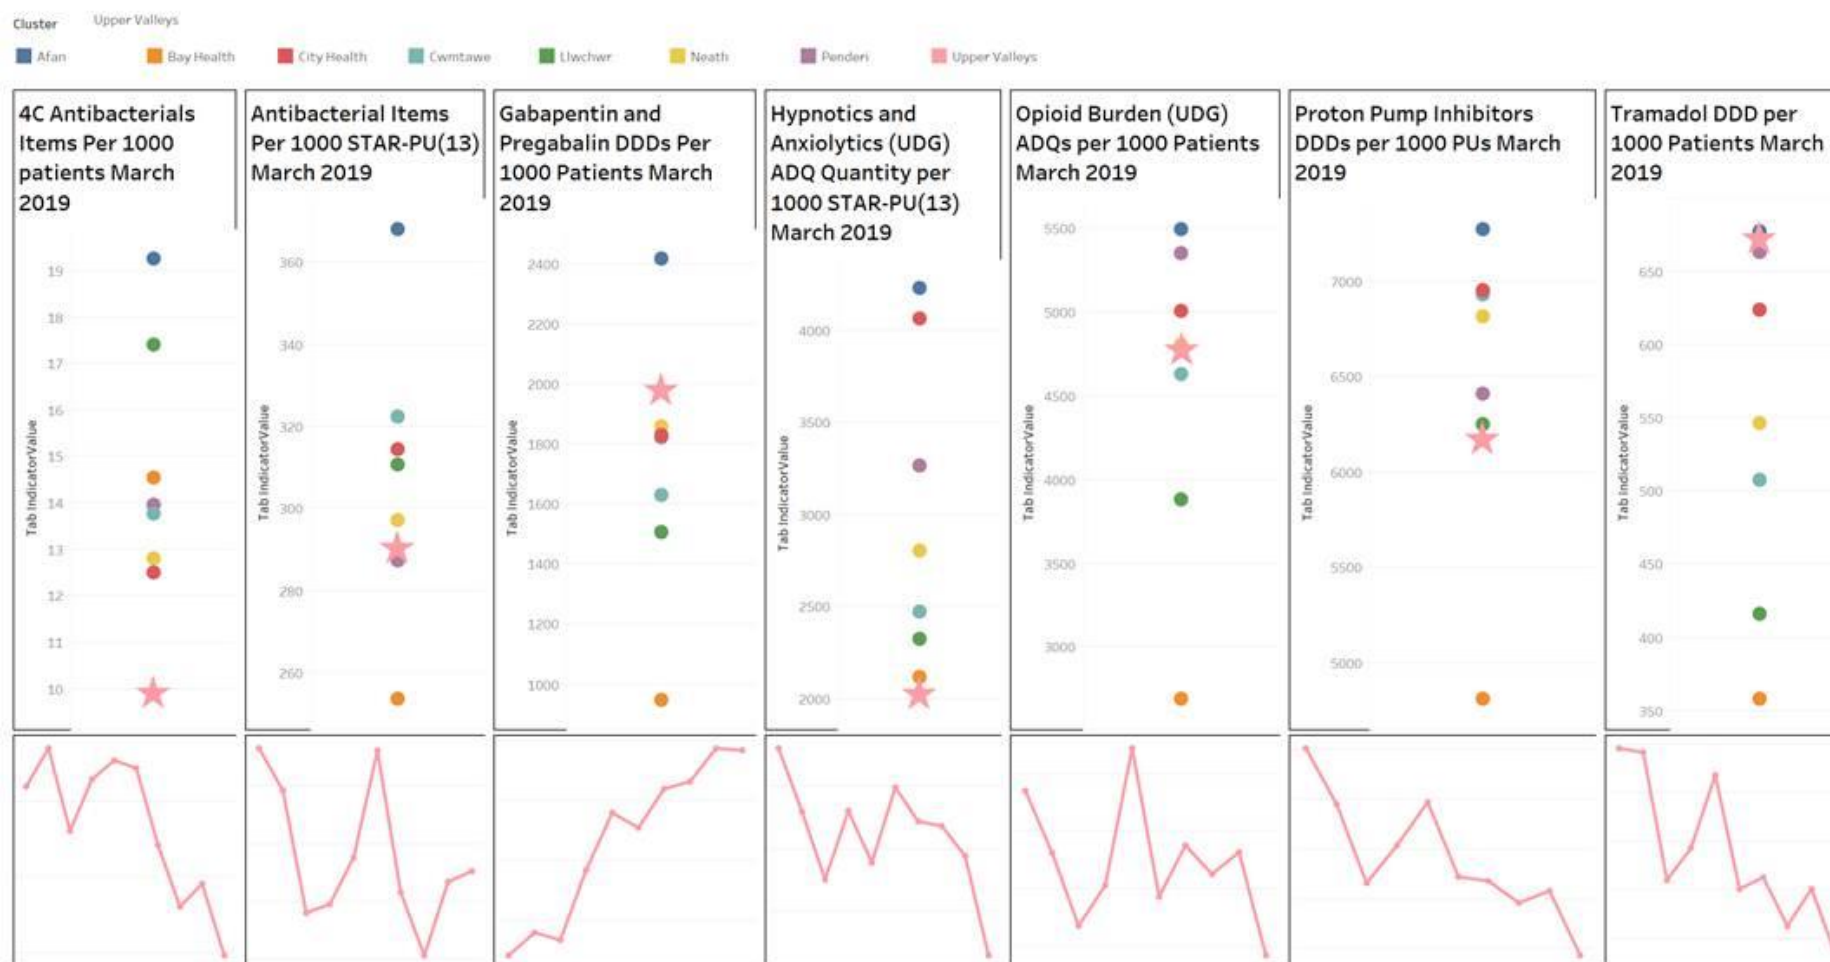 Cluster
Upper Valleys
Afan
Bay Health
City Health
Cwmtawe
Llwchwr
Neath
Penderi
Upper Valleys
4C Antibacterials
Items Per 1000
patients March
2019
Tab IndicatorValue
19
18
17
16
15
14
13
12
11
10
Antibacterial Items
Per 1000 STAR-PU(13)
March 2019
Tab IndicatorValue
360
340
320
300
280
260
Gabapentin and
Pregabalin DDDs Per
1000 Patients March
2019
Tab IndicatorValue
2400
2200
2000
1800
1600
1400
1200
1000
Hypnotics and
Anxiolytics (UDG)
ADQ Quantity per
1000 STAR-PU(13)
March 2019
Tab IndicatorValue
4000
3500
3000
2500
2000
Opioid Burden (UDG)
ADQs per 1000 Patients
March 2019
Tab IndicatorValue
5500
5000
4500
4000
3500
3000
Proton Pump Inhibitors
DDDs per 1000 PUs March
2019
Tab IndicatorValue
7000
6500
6000
5500
5000
Tramadol DDD per
1000 Patients March
2019
Tab IndicatorValue
650
600
550
500
450
400
350